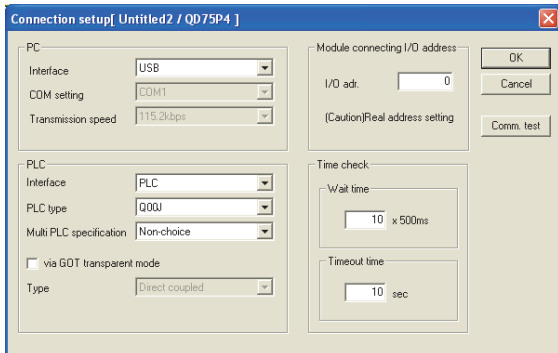 Connection setup[ Untitled2 / QD75P4 ]
PC
Interface USB
COM setting COM1
Transmission speed 115.2kbps
Module connecting I/O address
I/O adr. 0
(Caution)Real address setting
OK
Cancel
Comm. test
PLC
Interface PLC
PLC type Q00J
Multi PLC specification Non-choice
via GOT transparent mode
Type Direct coupled
Time check
Wait time
10 x 500ms
Timeout time
10 sec